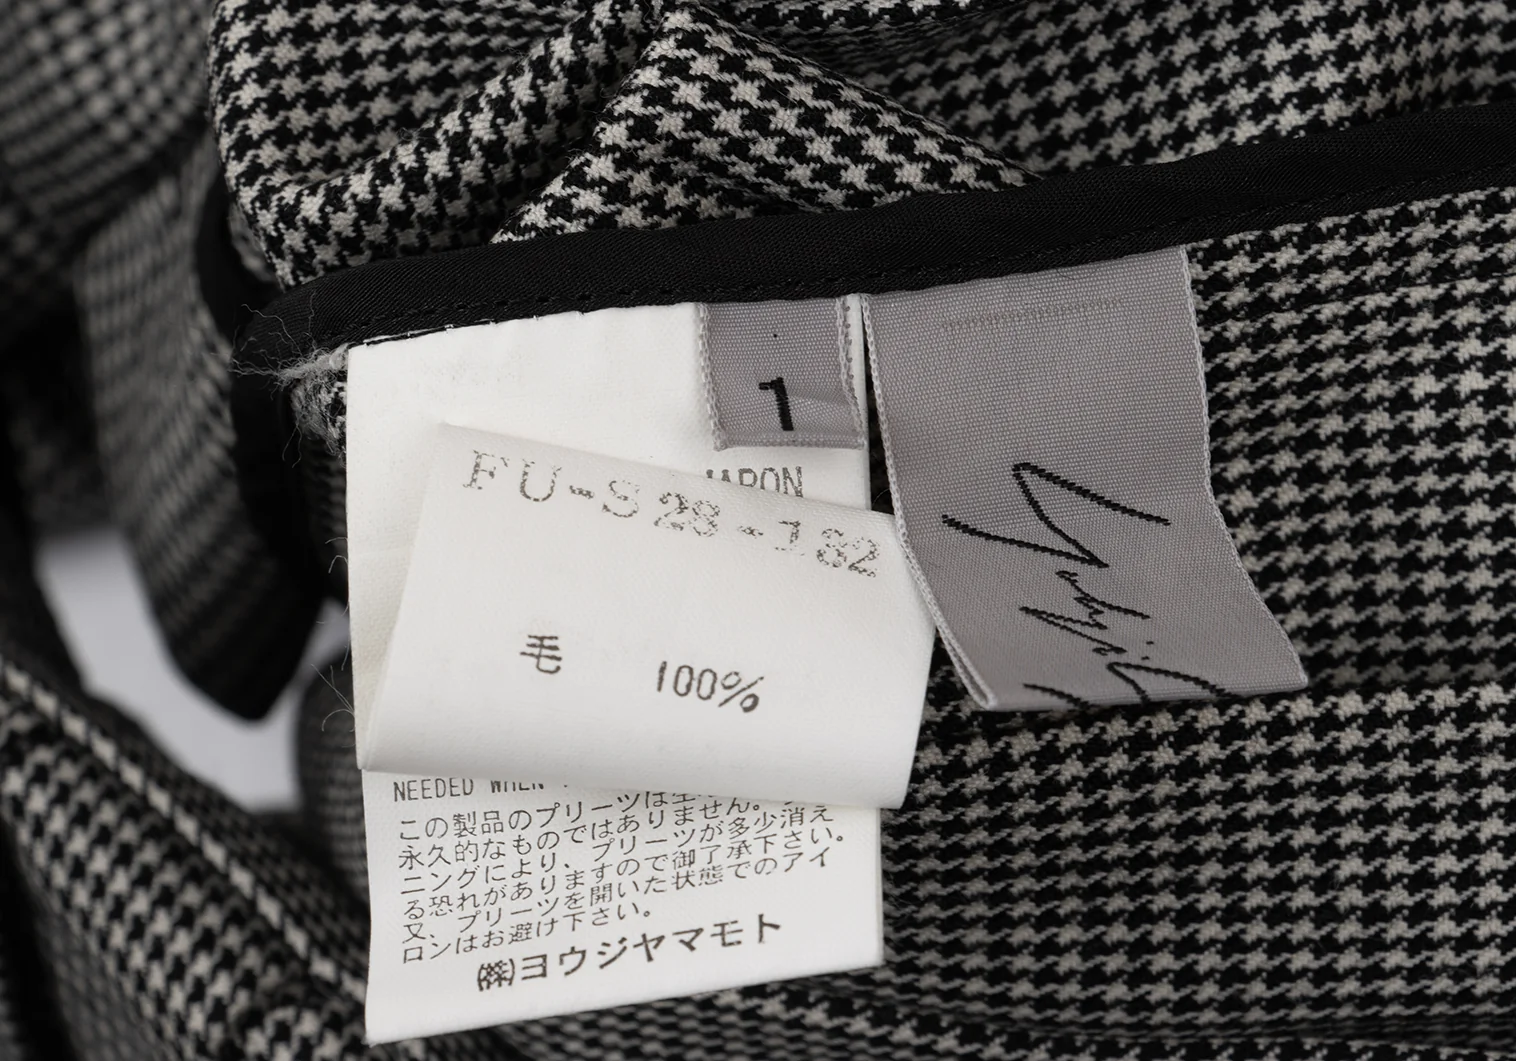 1
JAPON
FU-S28-132
毛 100%
NEEDED WHEN
この製品のプリーツは
永久的なものではありません。
ニングにより、プリーツが多少消え
る恐れがありますので御了承下さい。
又、プリーツを開いた状態でのアイ
ロンはお避け下さい。
㈱ヨウジヤマモト
Yohji